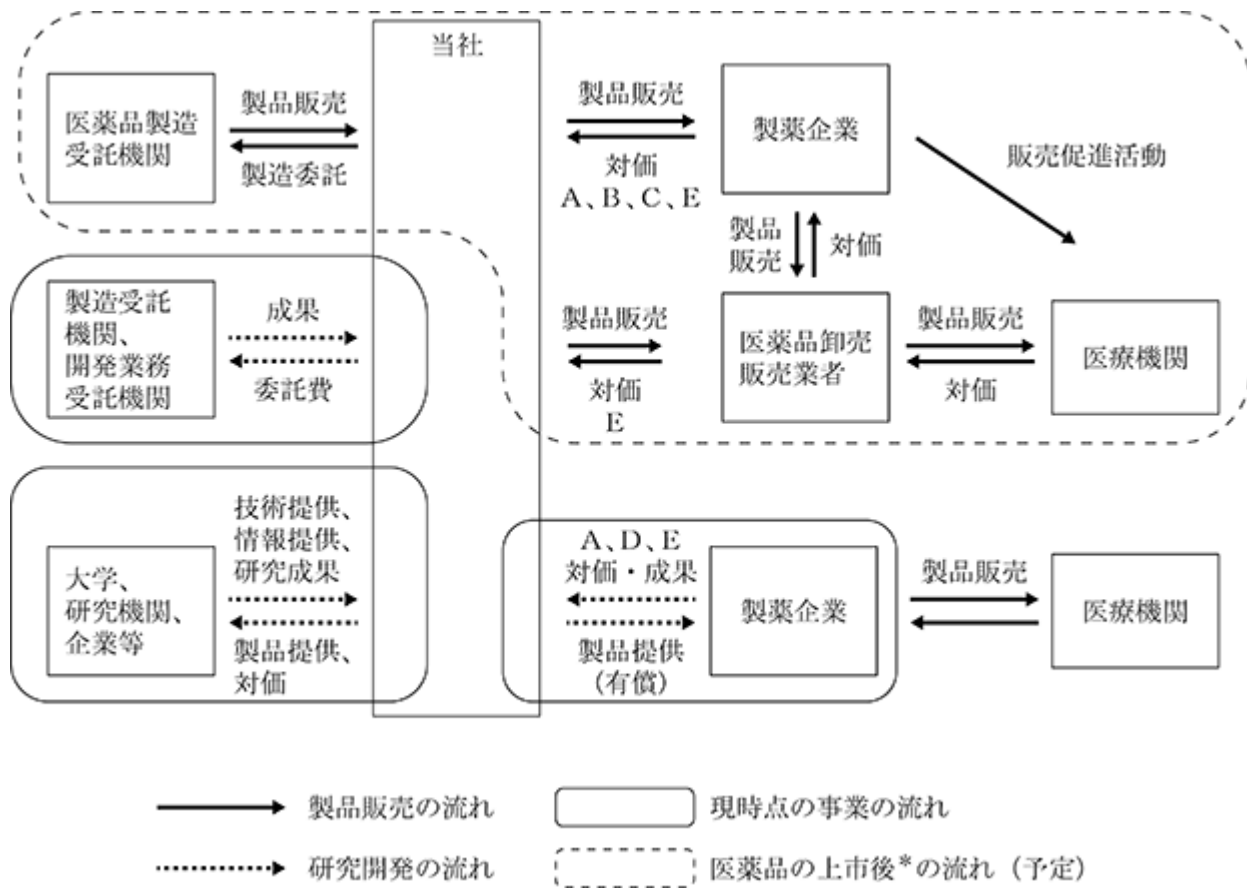 当社
医薬品製造
受託機関
製品販売
製造委託
製品販売
対価
A、B、C、E
製薬企業
販売促進活動
製品
販売
対価
製造受託
機関、
開発業務
受託機関
成果
委託費
製品販売
対価
E
医薬品卸売
販売業者
製品販売
対価
医療機関
大学、
研究機関、
企業等
技術提供、
情報提供、
研究成果
製品提供、
対価
A、D、E
対価・成果
製品提供
(有償)
製薬企業
製品販売
医療機関
製品販売の流れ
現時点の事業の流れ
研究開発の流れ
医薬品の上市後*の流れ（予定）